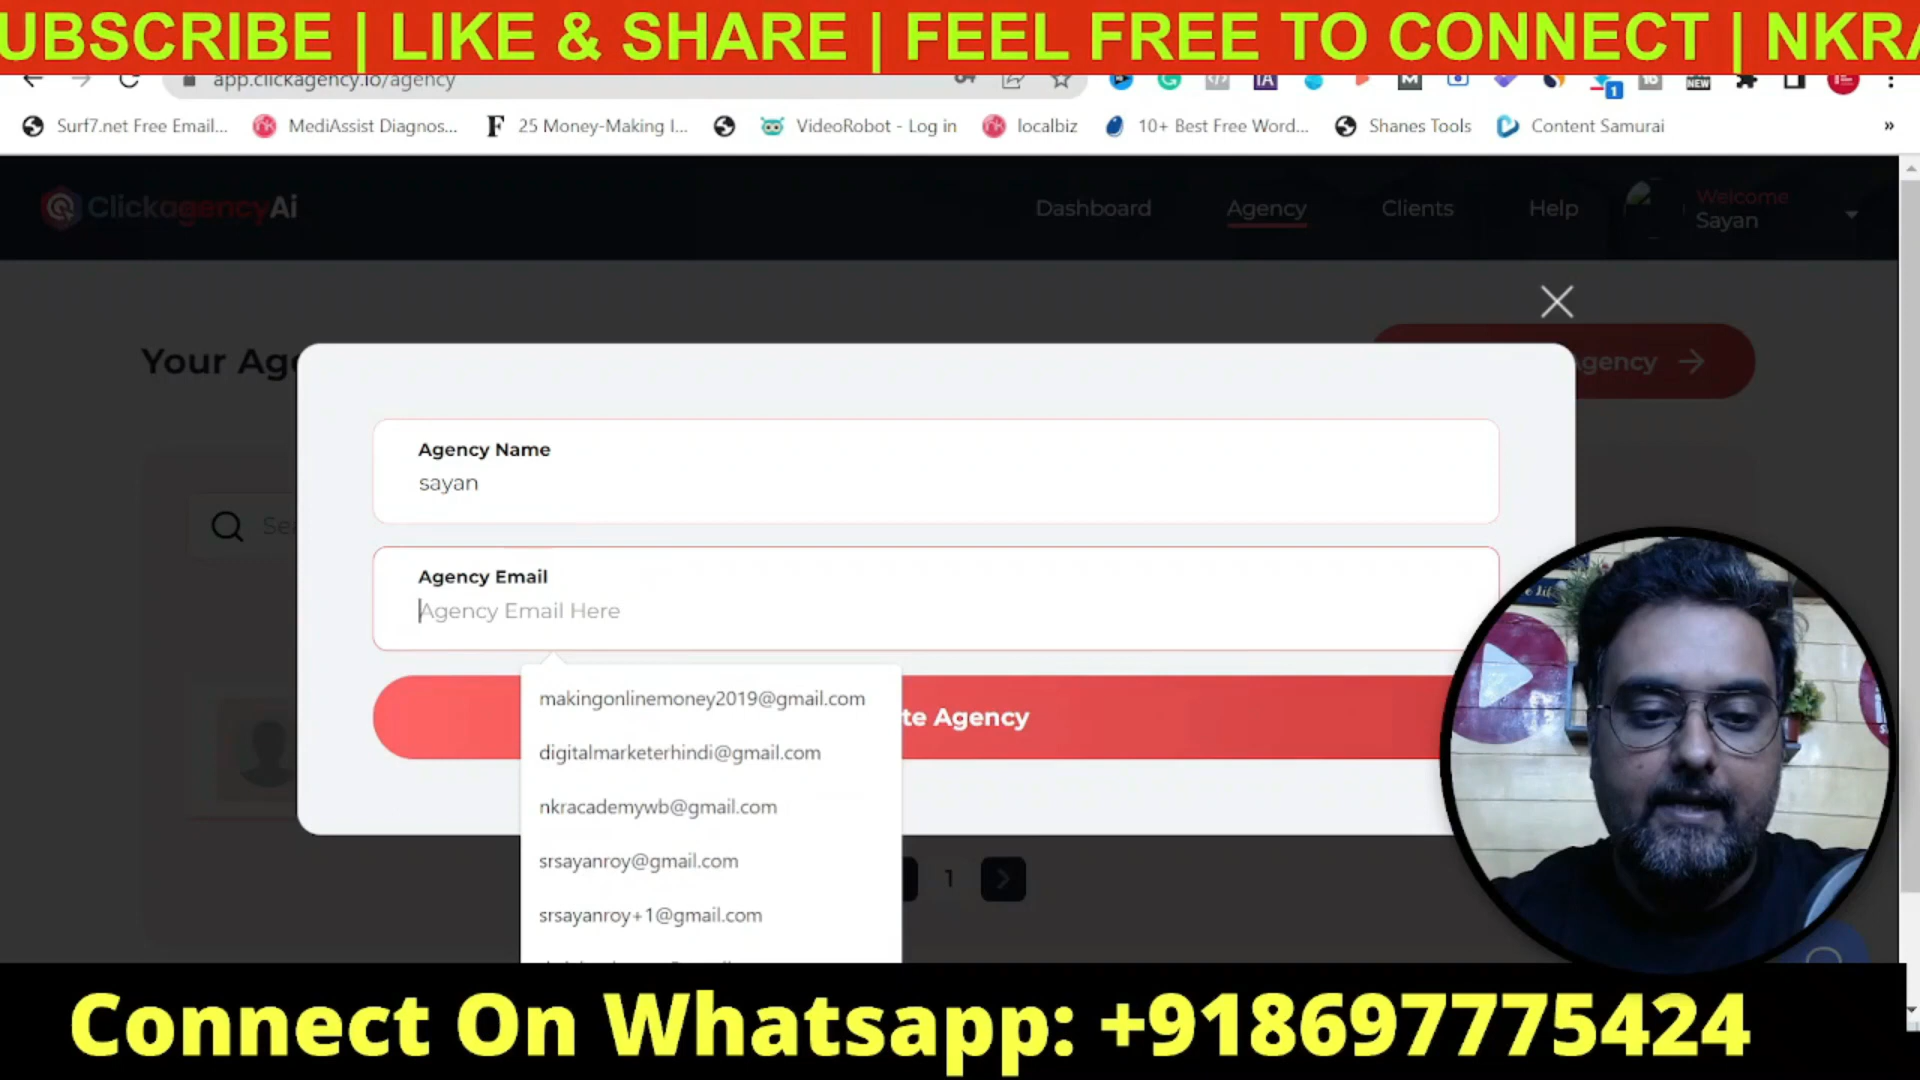 UBSCRIBE | LIKE & SHARE | FEEL FREE TO CONNECT | NKRA
app.clickagency.io/agency
Surf7.net Free Email... MediAssist Diagnos... 25 Money-Making I... VideoRobot - Log in localbiz 10+ Best Free Word... Shanes Tools Content Samurai »
ClickagencyAi Dashboard Agency Clients Help Welcome
Sayan
Your Age gency
Agency Name
sayan
Sea
Agency Email
Agency Email Here
makingonlinemoney2019@gmail.com
te Agency
digitalmarketerhindi@gmail.com
nkracademywb@gmail.com
srsayanroy@gmail.com
1
srsayanroy+1@gmail.com
Connect On Whatsapp: +918697775424